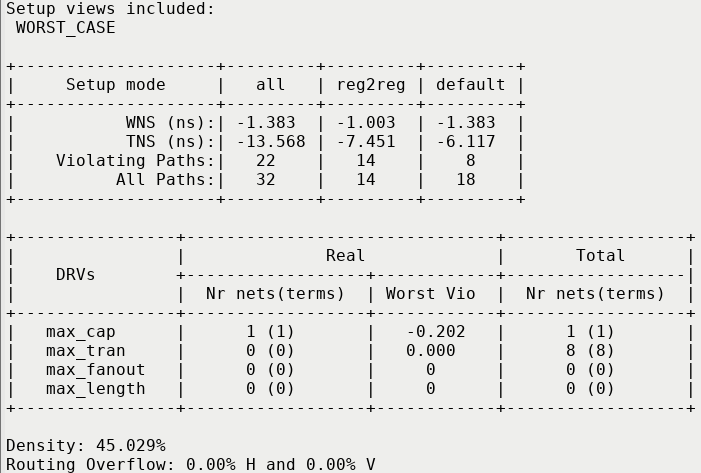 Setup views included:
 WORST_CASE

+--------------------+---------+---------+---------+
|     Setup mode     |   all   | reg2reg | default |
+--------------------+---------+---------+---------+
|           WNS (ns):| -1.383  | -1.003  | -1.383  |
|           TNS (ns):| -13.568 | -7.451  | -6.117  |
|    Violating Paths:|   22    |   14    |    8    |
|          All Paths:|   32    |   14    |   18    |
+--------------------+---------+---------+---------+

+----------------+-------------------------------+------------------+
|                |              Real             |       Total      |
|    DRVs        +------------------+------------+------------------|
|                |  Nr nets(terms)  | Worst Vio  |  Nr nets(terms)  |
+----------------+------------------+------------+------------------+
|   max_cap      |      1 (1)       |   -0.202   |      1 (1)       |
|   max_tran     |      0 (0)       |   0.000    |      8 (8)       |
|   max_fanout   |      0 (0)       |     0      |      0 (0)       |
|   max_length   |      0 (0)       |     0      |      0 (0)       |
+----------------+------------------+------------+------------------+

Density: 45.029%
Routing Overflow: 0.00% H and 0.00% V